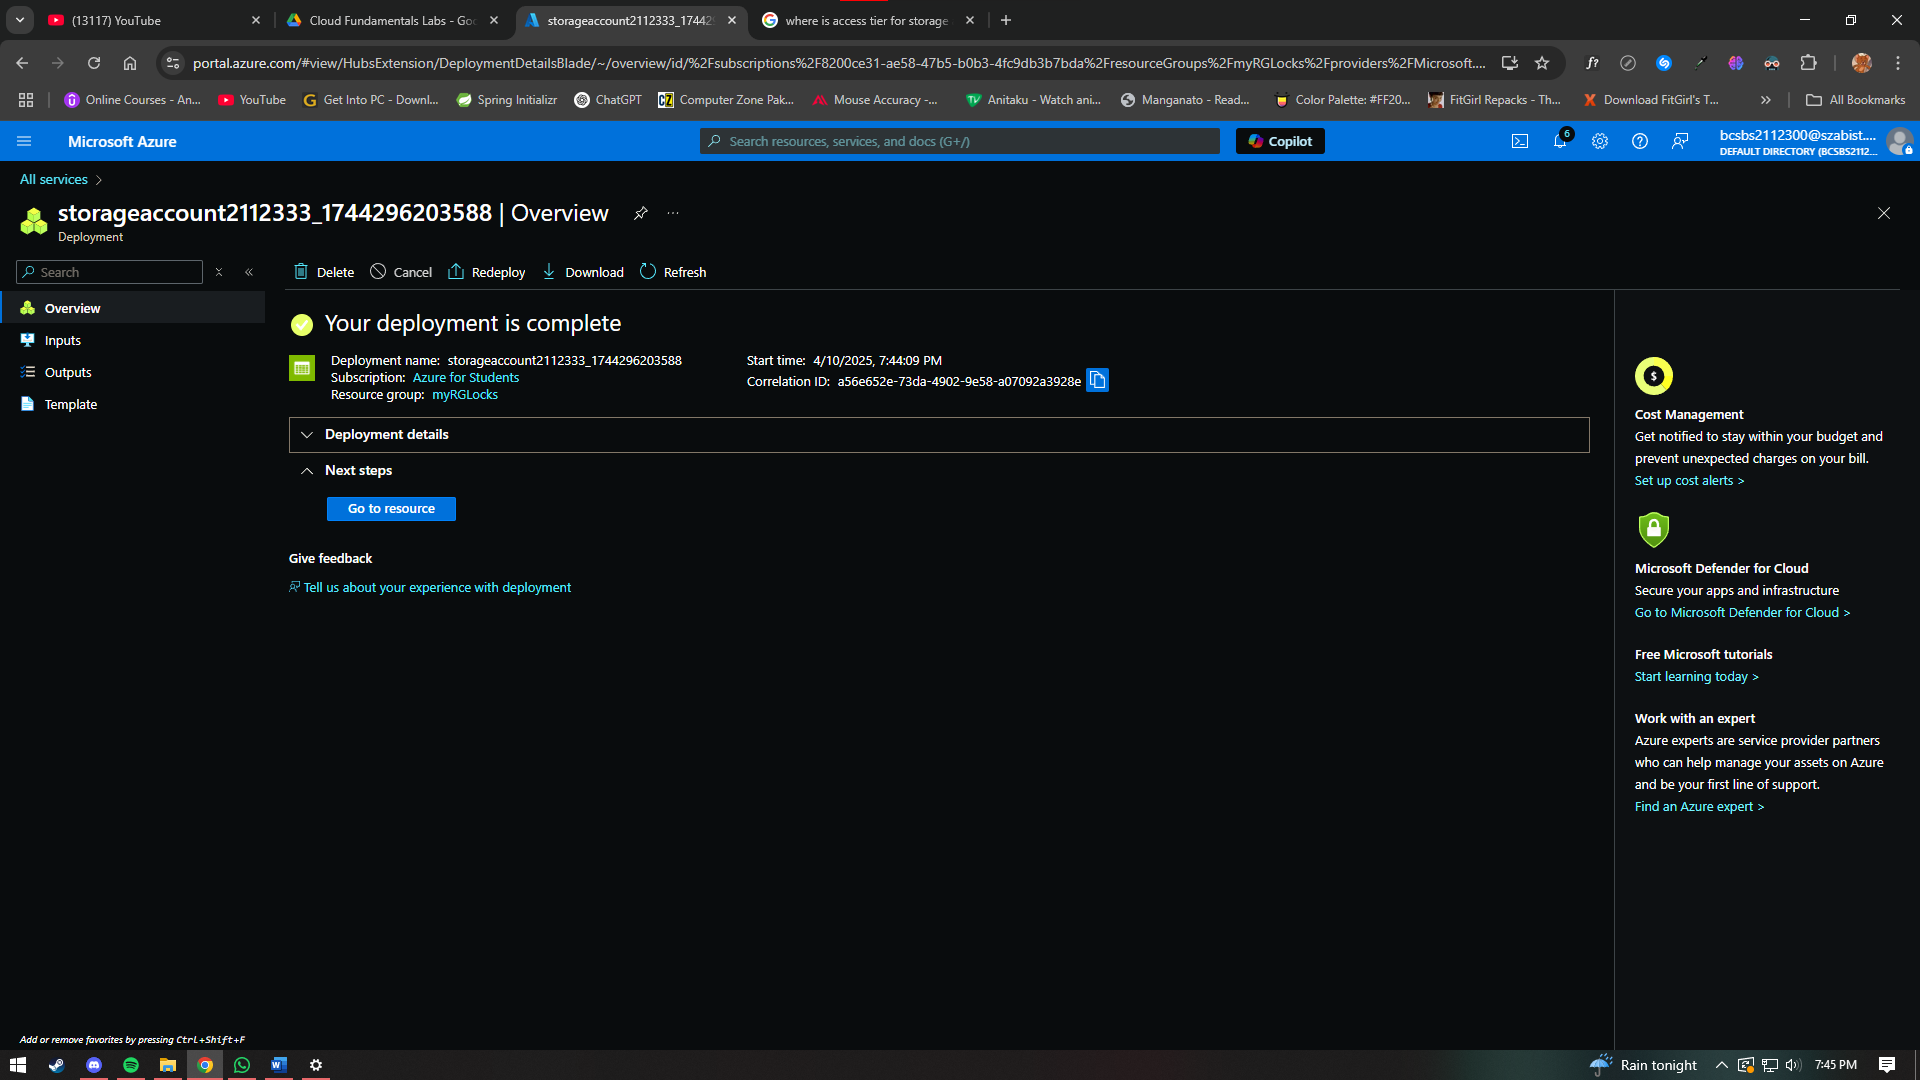 (13117) YouTube
Cloud Fundamentals Labs - Goo
storageaccount2112333_17442
where is access tier for storage
portal.azure.com/#view/HubsExtension/DeploymentDetailsBlade/~/overview/id/%2Fsubscriptions%2F8200ce31-ae58-47b5-b0b3-4fc9db3b7bda%2FresourceGroups%2FmyRGLocks%2Fproviders%2FMicrosoft....
f?
Online Courses - An...
YouTube
Get Into PC - Downl...
Spring Initializr
ChatGPT
Computer Zone Pak...
Mouse Accuracy -...
Anitaku - Watch ani...
Manganato - Read...
Color Palette: #FF20...
FitGirl Repacks - Th...
Download FitGirl's T...
All Bookmarks
Microsoft Azure
Search resources, services, and docs (G+/)
Copilot
6
bcsbs2112300@szabist....
DEFAULT DIRECTORY (BCSBS2112...
All services
storageaccount2112333_1744296203588 | Overview
Deployment
Search
Delete
Cancel
Redeploy
Download
Refresh
Overview
Inputs
Outputs
Template
Your deployment is complete
Deployment name: storageaccount2112333_1744296203588
Subscription: Azure for Students
Resource group: myRGLocks
Start time: 4/10/2025, 7:44:09 PM
Correlation ID: a56e652e-73da-4902-9e58-a07092a3928e
Deployment details
Next steps
Go to resource
Give feedback
Tell us about your experience with deployment
Cost Management
Get notified to stay within your budget and
prevent unexpected charges on your bill.
Set up cost alerts >
Microsoft Defender for Cloud
Secure your apps and infrastructure
Go to Microsoft Defender for Cloud >
Free Microsoft tutorials
Start learning today >
Work with an expert
Azure experts are service provider partners
who can help manage your assets on Azure
and be your first line of support.
Find an Azure expert >
Add or remove favorites by pressing Ctrl+Shift+F
Rain tonight
7:45 PM